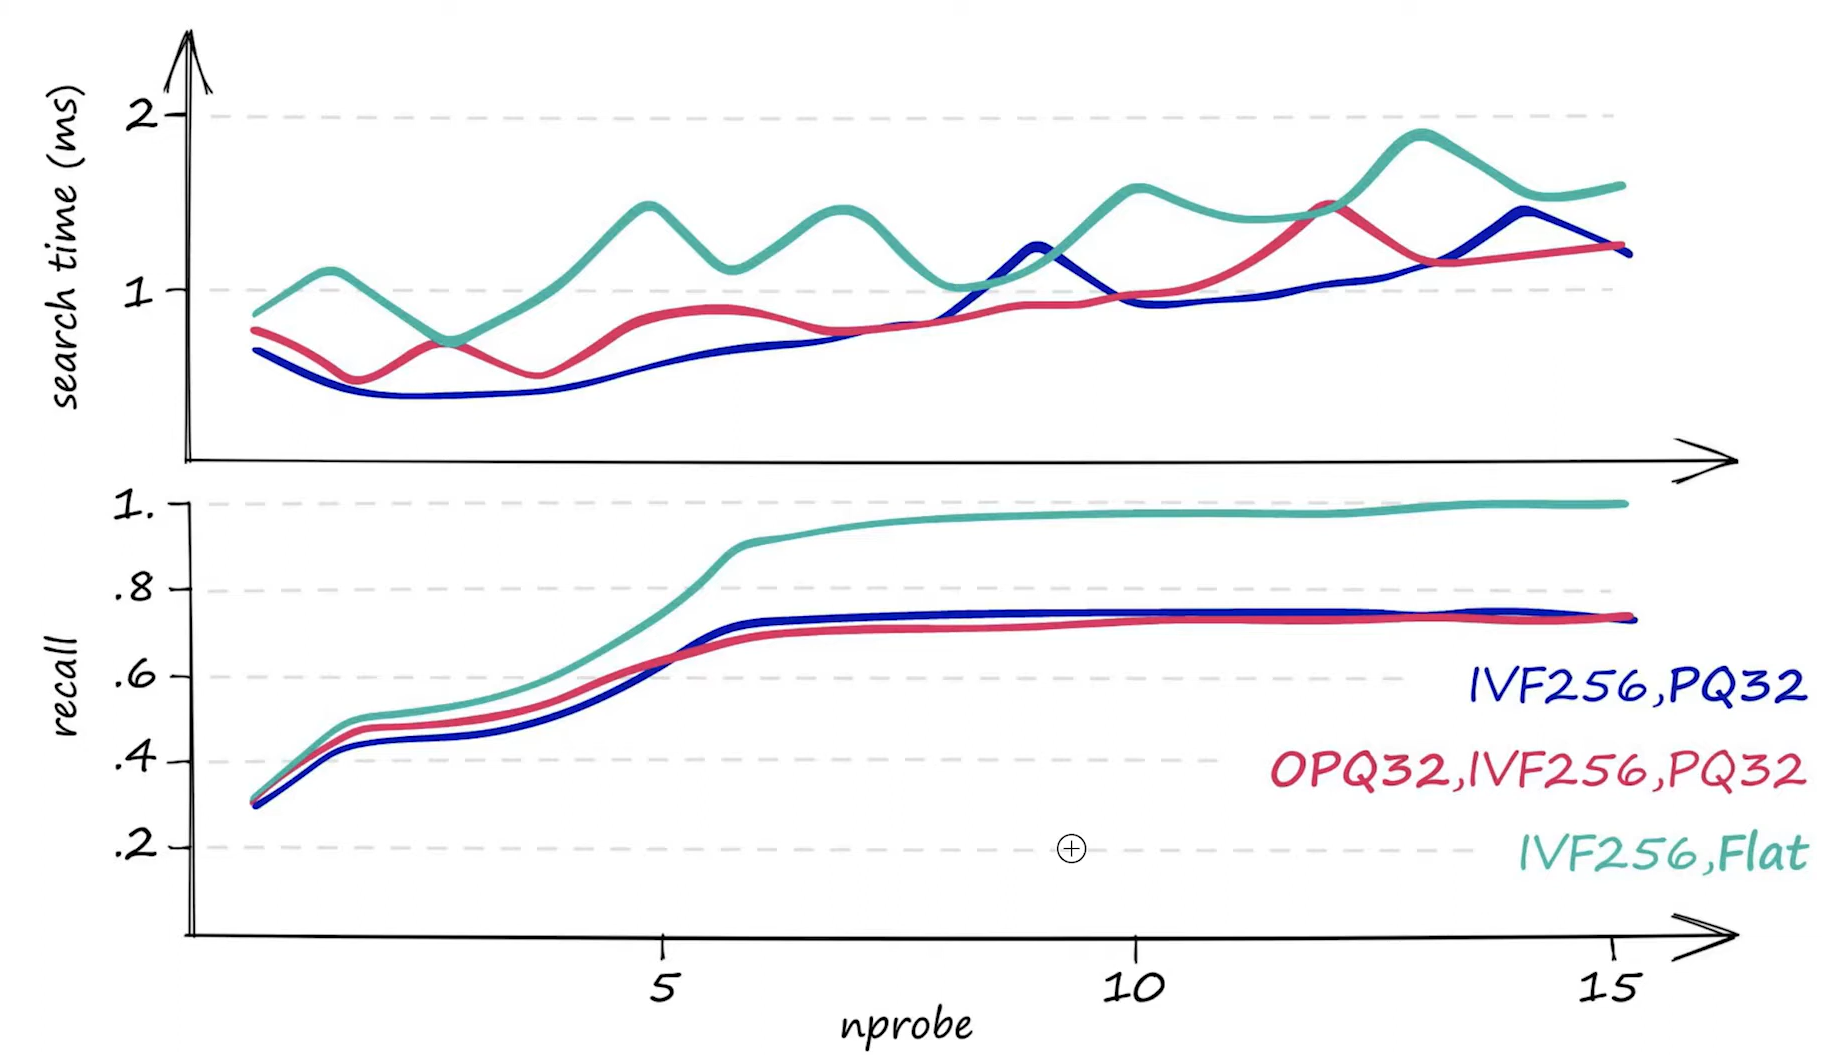 search time (ms)
2
1
1.
.8
.6
.4
.2
recall
IVF256,PQ32
OPQ32,IVF256,PQ32
IVF256,Flat
5
10
15
nprobe